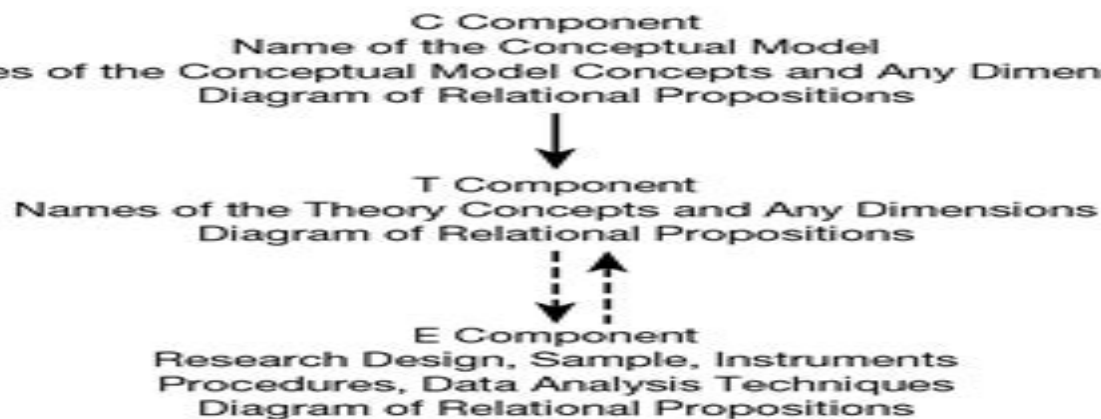 C Component
Name of the Conceptual Model
es of the Conceptual Model Concepts and Any Dimen
Diagram of Relational Propositions
T Component
Names of the Theory Concepts and Any Dimensions
Diagram of Relational Propositions
E Component
Research Design, Sample, Instruments
Procedures, Data Analysis Techniques
Diagram of Relational Propositions